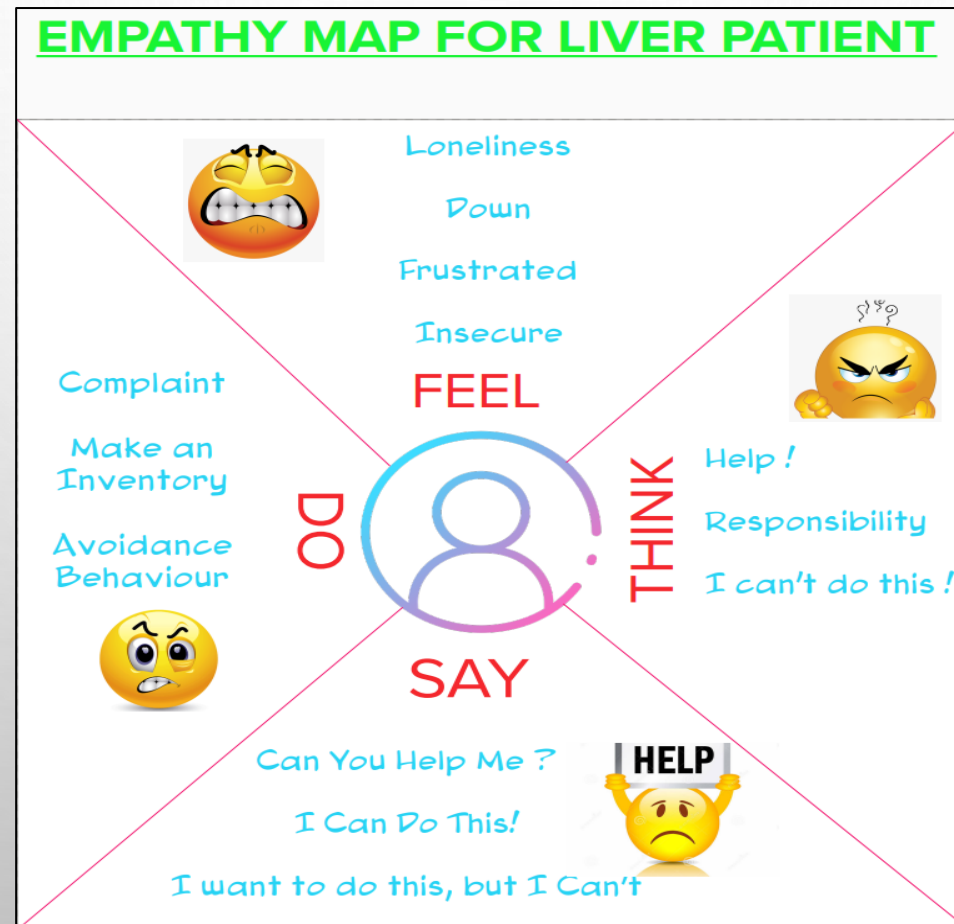 EMPATHY MAP FOR LIVER PATIENT
Loneliness
Down
Frustrated
Insecure
FEEL
Complaint
Make an
Inventory
Avoidance
Behaviour
DO
THINK
Help !
Responsibility
I can't do this !
SAY
Can You Help Me ?
I Can Do This!
I want to do this, but I Can't
HELP